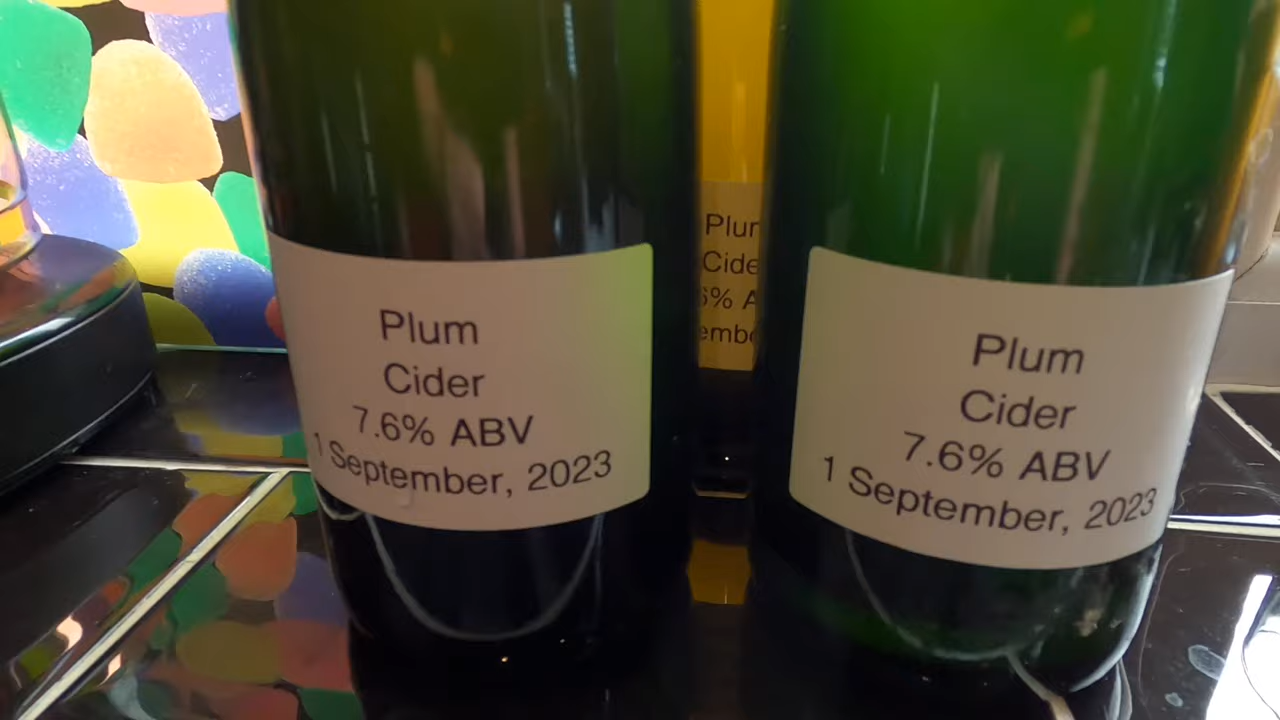 Plum
Cider
7.6% ABV
1 September, 2023
Plum
Cider
7.6% ABV
1 September, 2023